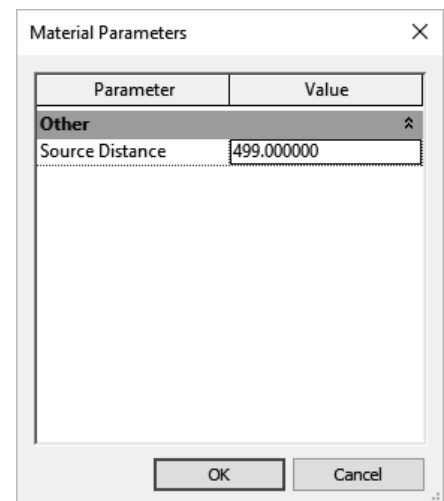 Material Parameters
Parameter Value
Other
Source Distance 499.000000
OK Cancel